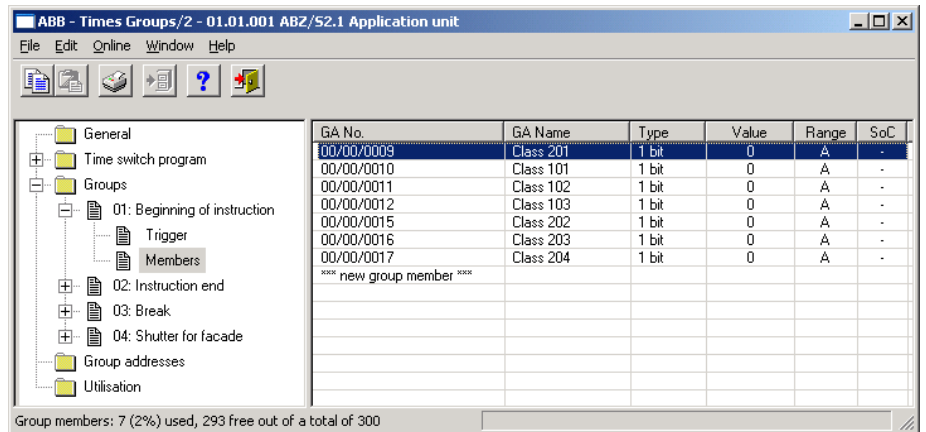 ABB - Times Groups/2 - 01.01.001 ABZ/S2.1 Application unit
File Edit Online Window Help
General
Time switch program
Groups
01: Beginning of instruction
Trigger
Members
02: Instruction end
03: Break
04: Shutter for facade
Group addresses
Utilisation
GA No. GA Name Type Value Range SoC
00/00/0009 Class 201 1 bit 0 A -
00/00/0010 Class 101 1 bit 0 A -
00/00/0011 Class 102 1 bit 0 A -
00/00/0012 Class 103 1 bit 0 A -
00/00/0015 Class 202 1 bit 0 A -
00/00/0016 Class 203 1 bit 0 A -
00/00/0017 Class 204 1 bit 0 A -
*** new group member ***
Group members: 7 (2%) used, 293 free out of a total of 300